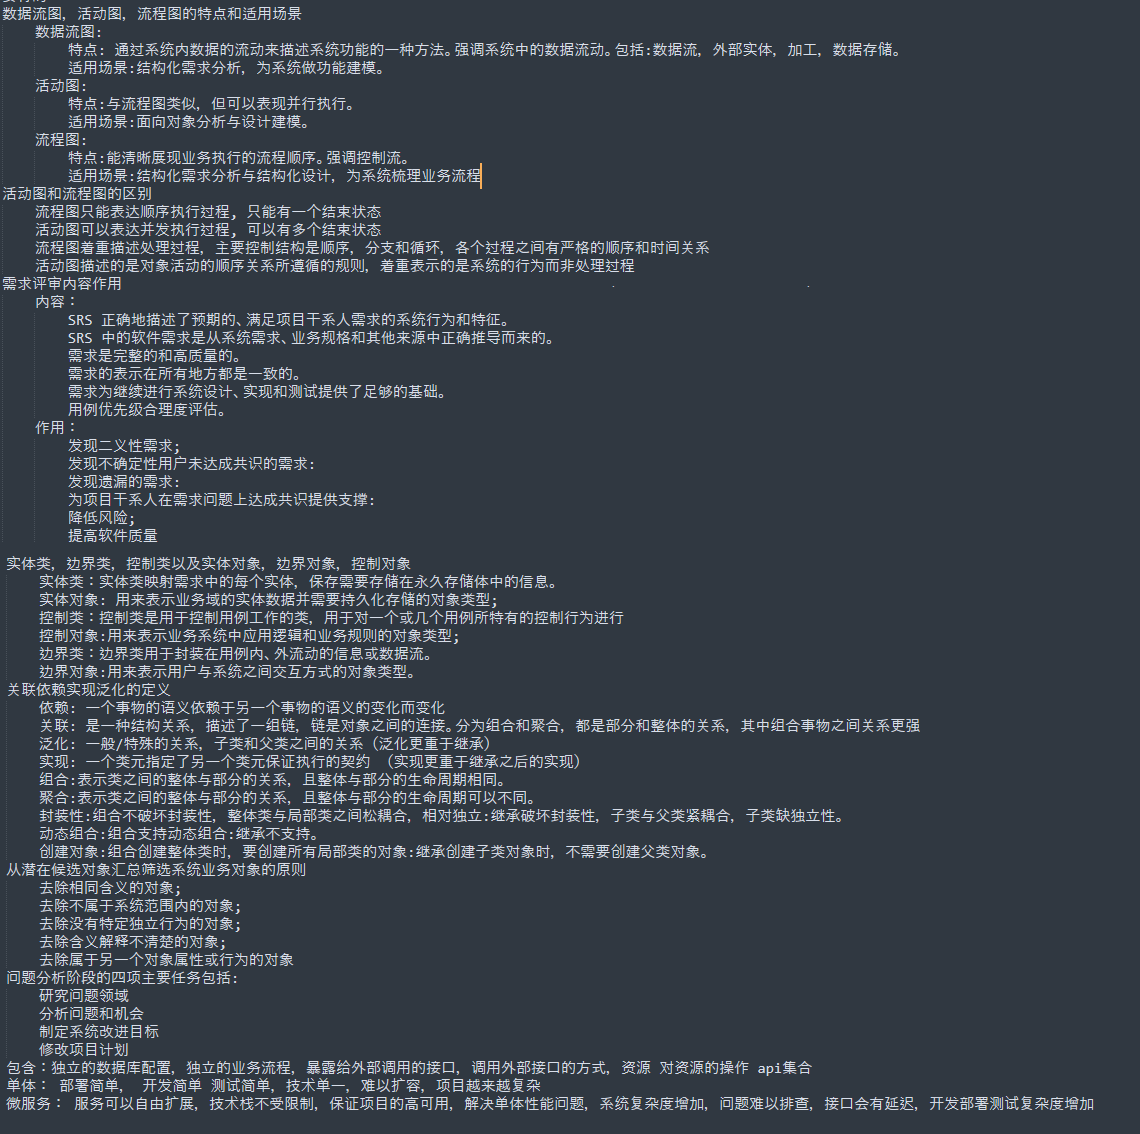 数据流图, 活动图, 流程图的特点和适用场景
数据流图:
特点: 通过系统内数据的流动来描述系统功能的一种方法。强调系统中的数据流动。包括:数据流, 外部实体, 加工, 数据存储。
适用场景:结构化需求分析, 为系统做功能建模。
活动图:
特点:与流程图类似, 但可以表现并行执行。
适用场景:面向对象分析与设计建模。
流程图:
特点:能清晰展现业务执行的流程顺序。强调控制流。
适用场景:结构化需求分析与结构化设计, 为系统梳理业务流程
活动图和流程图的区别
流程图只能表达顺序执行过程, 只能有一个结束状态
活动图可以表达并发执行过程, 可以有多个结束状态
流程图着重描述处理过程, 主要控制结构是顺序, 分支和循环, 各个过程之间有严格的顺序和时间关系
活动图描述的是对象活动的顺序关系所遵循的规则, 着重表示的是系统的行为而非处理过程
需求评审内容作用
内容：
SRS 正确地描述了预期的、满足项目干系人需求的系统行为和特征。
SRS 中的软件需求是从系统需求、业务规格和其他来源中正确推导而来的。
需求是完整的和高质量的。
需求的表示在所有地方都是一致的。
需求为继续进行系统设计、实现和测试提供了足够的基础。
用例优先级合理度评估。
作用：
发现二义性需求;
发现不确定性用户未达成共识的需求:
发现遗漏的需求:
为项目干系人在需求问题上达成共识提供支撑:
降低风险;
提高软件质量
实体类, 边界类, 控制类以及实体对象, 边界对象, 控制对象
实体类：实体类映射需求中的每个实体, 保存需要存储在永久存储体中的信息。
实体对象: 用来表示业务域的实体数据并需要持久化存储的对象类型;
控制类：控制类是用于控制用例工作的类, 用于对一个或几个用例所特有的控制行为进行
控制对象:用来表示业务系统中应用逻辑和业务规则的对象类型;
边界类：边界类用于封装在用例内、外流动的信息或数据流。
边界对象:用来表示用户与系统之间交互方式的对象类型。
关联依赖实现泛化的定义
依赖: 一个事物的语义依赖于另一个事物的语义的变化而变化
关联: 是一种结构关系, 描述了一组链, 链是对象之间的连接。分为组合和聚合, 都是部分和整体的关系, 其中组合事物之间关系更强
泛化: 一般/特殊的关系, 子类和父类之间的关系（泛化更重于继承）
实现: 一个类元指定了另一个类元保证执行的契约 （实现更重于继承之后的实现）
组合:表示类之间的整体与部分的关系, 且整体与部分的生命周期相同。
聚合:表示类之间的整体与部分的关系, 且整体与部分的生命周期可以不同。
封装性:组合不破坏封装性, 整体类与局部类之间松耦合, 相对独立:继承破坏封装性, 子类与父类紧耦合, 子类缺独立性。
动态组合:组合支持动态组合:继承不支持。
创建对象:组合创建整体类时, 要创建所有局部类的对象:继承创建子类对象时, 不需要创建父类对象。
从潜在候选对象汇总筛选系统业务对象的原则
去除相同含义的对象;
去除不属于系统范围内的对象;
去除没有特定独立行为的对象;
去除含义解释不清楚的对象;
去除属于另一个对象属性或行为的对象
问题分析阶段的四项主要任务包括:
研究问题领域
分析问题和机会
制定系统改进目标
修改项目计划
包含：独立的数据库配置, 独立的业务流程, 暴露给外部调用的接口, 调用外部接口的方式, 资源 对资源的操作 api集合
单体: 部署简单, 开发简单 测试简单, 技术单一, 难以扩容, 项目越来越复杂
微服务: 服务可以自由扩展, 技术栈不受限制, 保证项目的高可用, 解决单体性能问题, 系统复杂度增加, 问题难以排查, 接口会有延迟, 开发部署测试复杂度增加